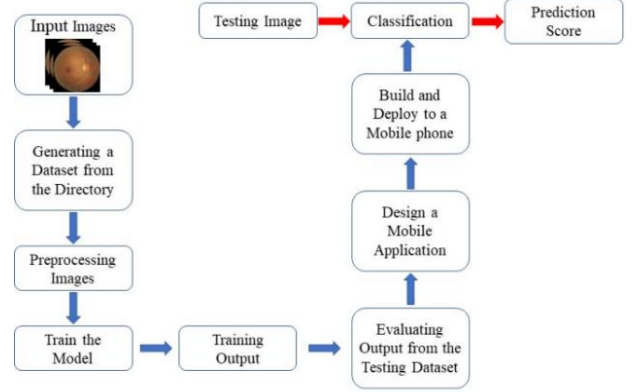 Input Images
Generating a
Dataset from
the Directory
Preprocessing
Images
Train the
Model
Training
Output
Evaluating
Output from the
Testing Dataset
Design a
Mobile
Application
Build and
Deploy to a
Mobile phone
Testing Image
Classification
Prediction
Score